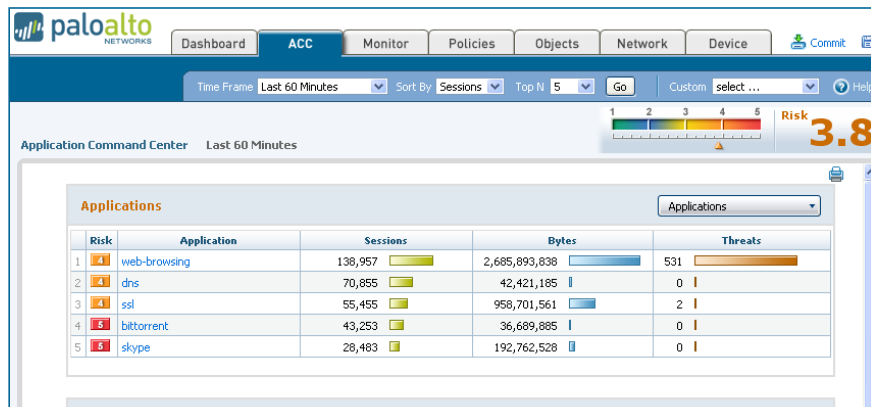 paloalto
NETWORKS
Dashboard ACC Monitor Policies Objects Network Device Commit
Time Frame Last 60 Minutes Sort By Sessions Top N 5 Go Custom select ... Help
1 2 3 4 5
Risk 3.8
Application Command Center Last 60 Minutes
Applications Applications
Risk Application Sessions Bytes Threats
1 4 web-browsing 138,957 2,685,893,838 531
2 4 dns 70,855 42,421,185 0
3 4 ssl 55,455 958,701,561 2
4 5 bittorrent 43,253 36,689,885 0
5 5 skype 28,483 192,762,528 0